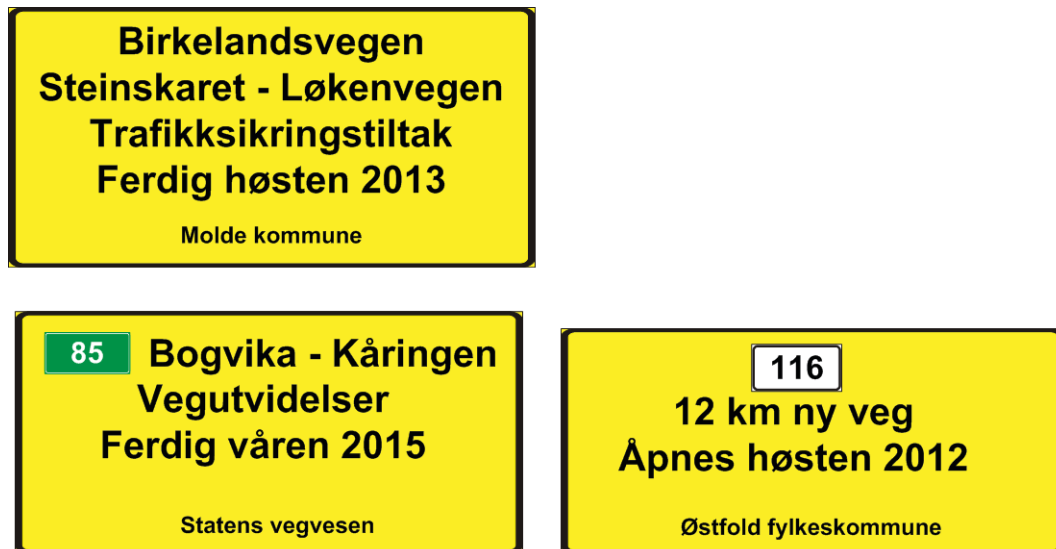 Birkelandsvegen
Steinskaret - Løkenvegen
Trafikksikringstiltak
Ferdig høsten 2013
Molde kommune
85 Bogvika - Kåringen
Vegutvidelser
Ferdig våren 2015
Statens vegvesen
116
12 km ny veg
Åpnes høsten 2012
Østfold fylkeskommune